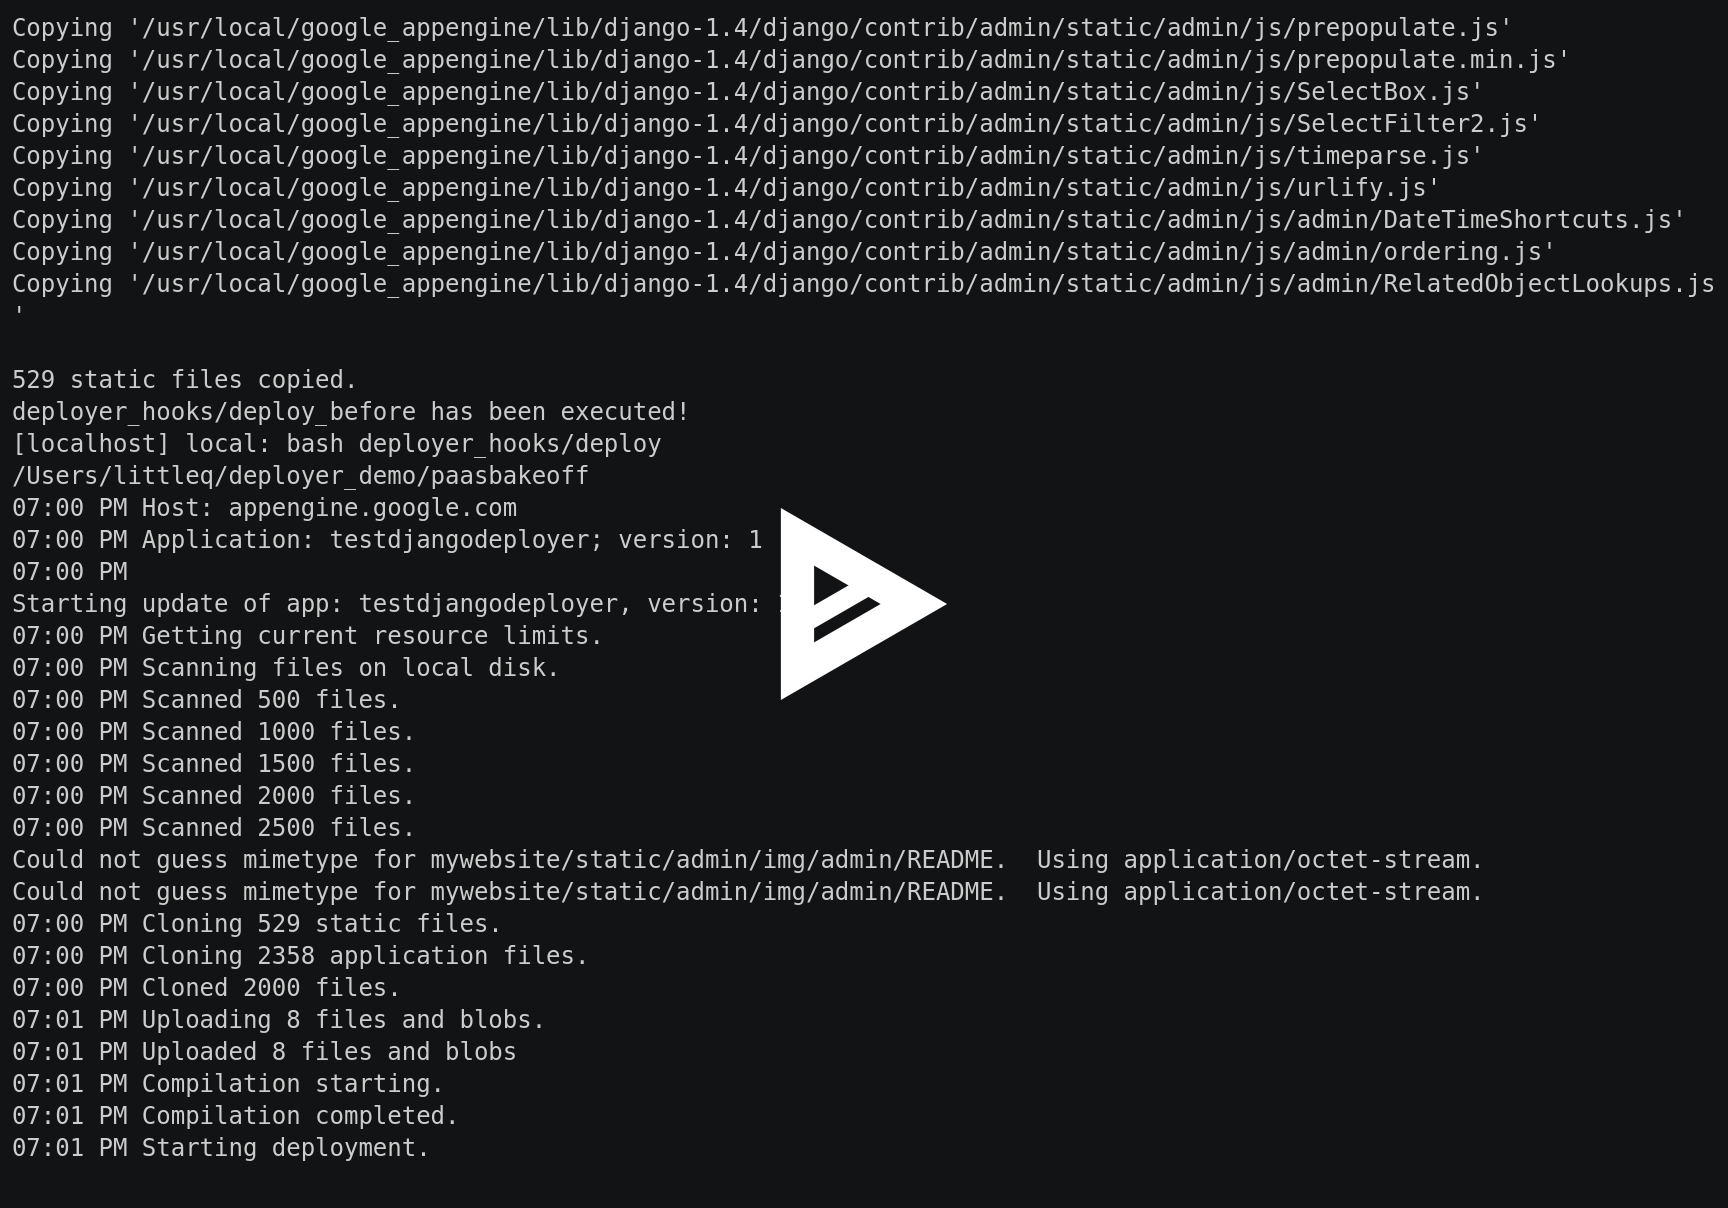 Copying '/usr/local/google_appengine/lib/django-1.4/django/contrib/admin/static/admin/js/prepopulate.js'
Copying '/usr/local/google_appengine/lib/django-1.4/django/contrib/admin/static/admin/js/prepopulate.min.js'
Copying '/usr/local/google_appengine/lib/django-1.4/django/contrib/admin/static/admin/js/SelectBox.js'
Copying '/usr/local/google_appengine/lib/django-1.4/django/contrib/admin/static/admin/js/SelectFilter2.js'
Copying '/usr/local/google_appengine/lib/django-1.4/django/contrib/admin/static/admin/js/timeparse.js'
Copying '/usr/local/google_appengine/lib/django-1.4/django/contrib/admin/static/admin/js/urlify.js'
Copying '/usr/local/google_appengine/lib/django-1.4/django/contrib/admin/static/admin/js/admin/DateTimeShortcuts.js'
Copying '/usr/local/google_appengine/lib/django-1.4/django/contrib/admin/static/admin/js/admin/ordering.js'
Copying '/usr/local/google_appengine/lib/django-1.4/django/contrib/admin/static/admin/js/admin/RelatedObjectLookups.js
'
529 static files copied.
deployer_hooks/deploy_before has been executed!
[localhost] local: bash deployer_hooks/deploy
/Users/littleq/deployer_demo/paasbakeoff
07:00 PM Host: appengine.google.com
07:00 PM Application: testdjangodeployer; version: 1
07:00 PM
Starting update of app: testdjangodeployer, version:
07:00 PM Getting current resource limits.
07:00 PM Scanning files on local disk.
07:00 PM Scanned 500 files.
07:00 PM Scanned 1000 files.
07:00 PM Scanned 1500 files.
07:00 PM Scanned 2000 files.
07:00 PM Scanned 2500 files.
Could not guess mimetype for mywebsite/static/admin/img/admin/README.  Using application/octet-stream.
Could not guess mimetype for mywebsite/static/admin/img/admin/README.  Using application/octet-stream.
07:00 PM Cloning 529 static files.
07:00 PM Cloning 2358 application files.
07:00 PM Cloned 2000 files.
07:01 PM Uploading 8 files and blobs.
07:01 PM Uploaded 8 files and blobs
07:01 PM Compilation starting.
07:01 PM Compilation completed.
07:01 PM Starting deployment.